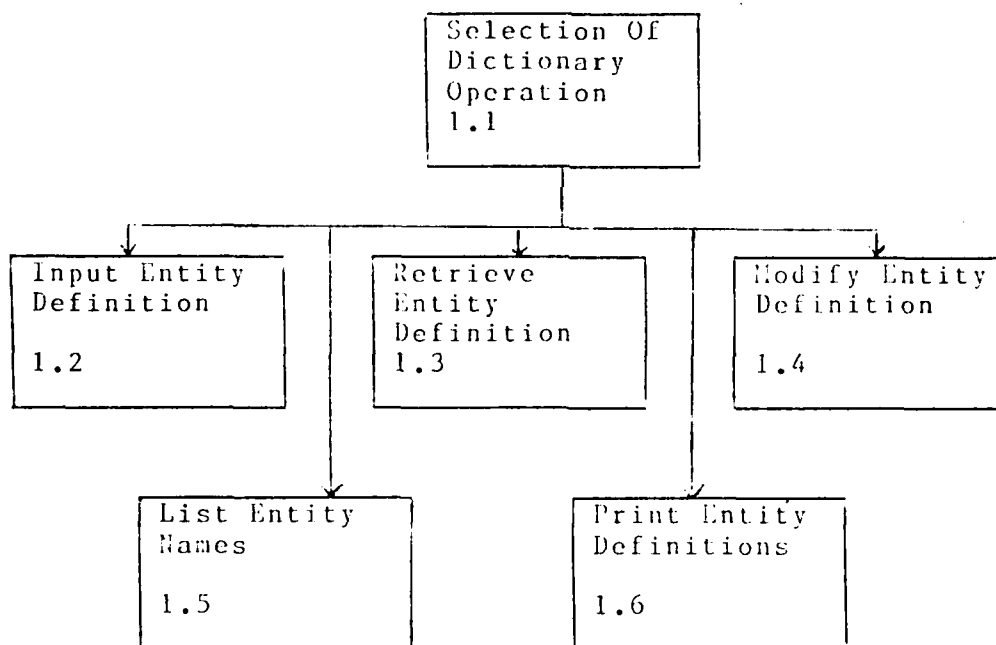 Selection Of
Dictionary
Operation
1.1
Input Entity
Definition
1.2
Retrieve
Entity
Definition
1.3
Modify Entity
Definition
1.4
List Entity
Names
1.5
Print Entity
Definitions
1.6